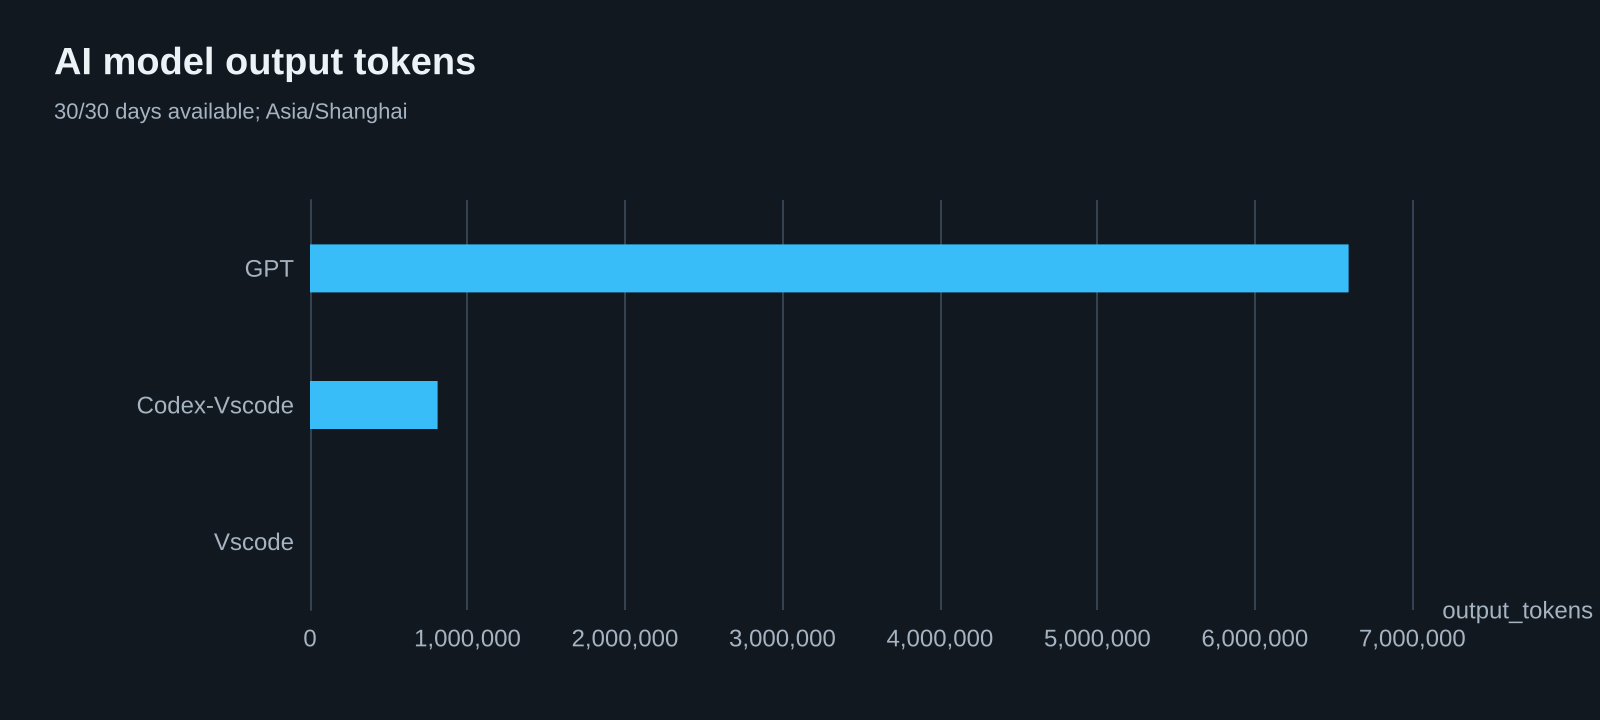 AI model output tokens
30/30 days available; Asia/Shanghai
GPT
Codex-Vscode
Vscode
output_tokens
0 1,000,000 2,000,000 3,000,000 4,000,000 5,000,000 6,000,000 7,000,000